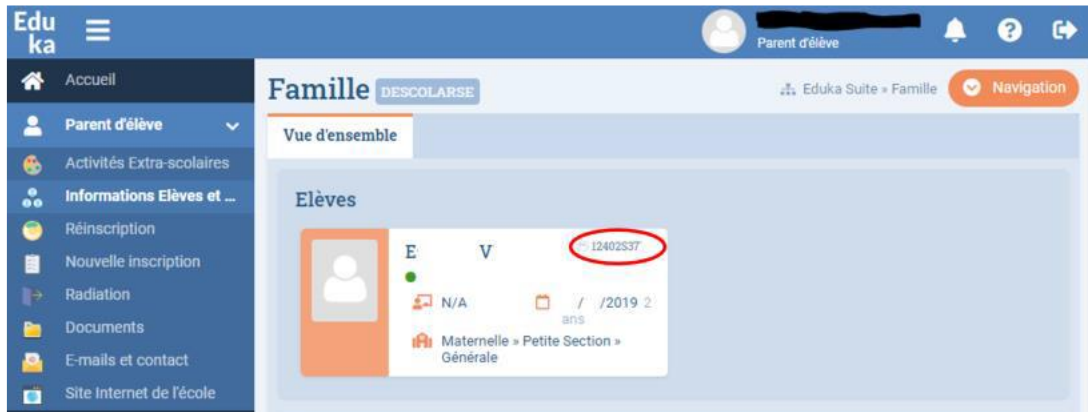 Edu
ka
Parent d'élève
Accueil
Famille DESCOLARSE
Eduka Suite » Famille
Navigation
Parent d'élève
Vue d'ensemble
Activités Extra-scolaires
Informations Elèves et ...
Elèves
Réinscription
Nouvelle inscription
Radiation
Documents
E-mails et contact
Site Internet de l'école
E V
12402S37
N/A
/ /2019 2
ans
Maternelle » Petite Section »
Générale